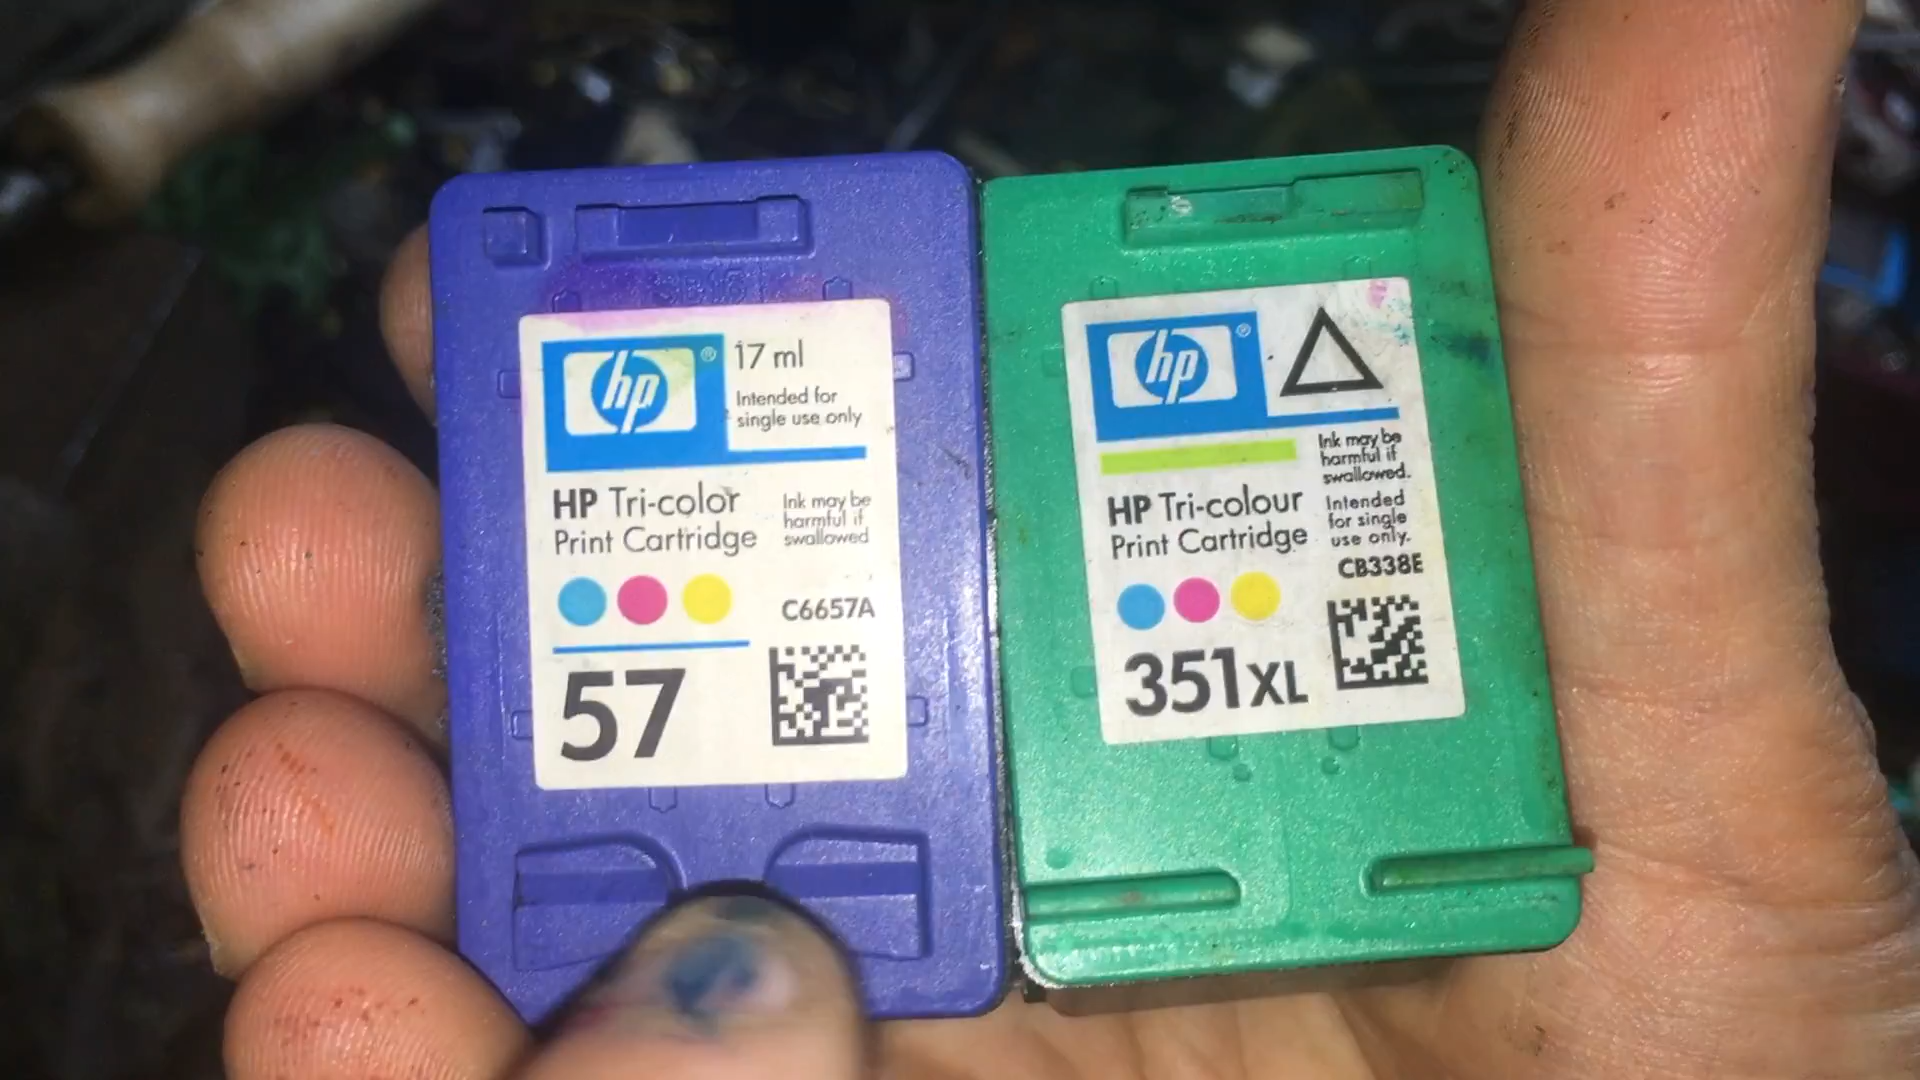 hp®
17 ml
Intended for
single use only
HP Tri-color
Print Cartridge
Ink may be
harmful if
swallowed
C6657A
57
hp®
Ink may be
harmful if
swallowed.
HP Tri-colour
Print Cartridge
Intended
for single
use only.
CB338E
351XL